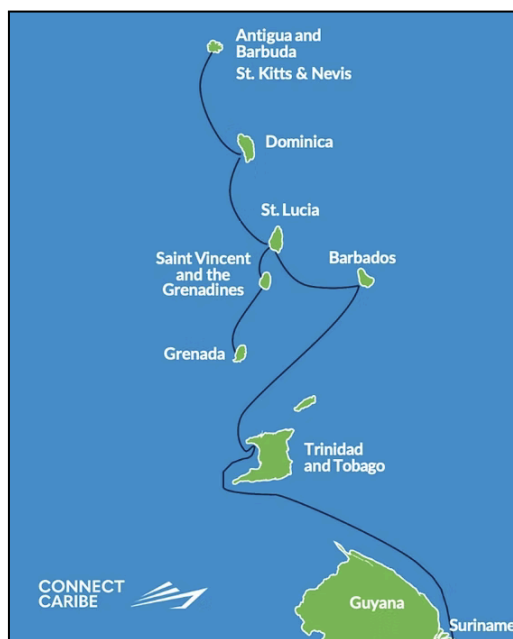 Antigua and
Barbuda
St. Kitts & Nevis
Dominica
St. Lucia
Saint Vincent
and the
Grenadines
Barbados
Grenada
Trinidad
and Tobago
CONNECT
CARIBE
Guyana
Suriname